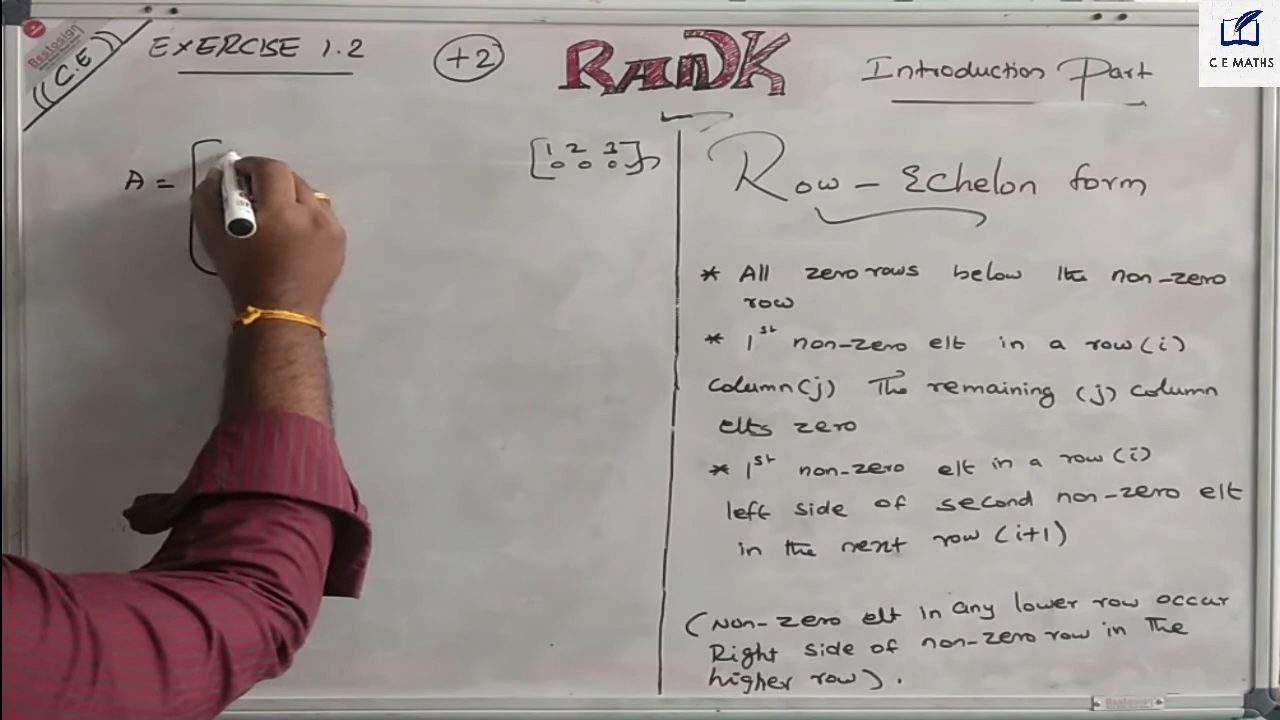 Bestosign
((C.E))
EXERCISE 1.2
+2
RANK
Introduction Part
C E MATHS
A =
1 2 3
0 0 0
Row - Echelon form
* All zero rows below the non-zero
row
* 1st non-zero elt in a row (i)
column (j) The remaining (j) column
elts zero
* 1st non-zero elt in a row (i)
left side of second non-zero elt
in the next row (i+1)
(Non-zero elt in any lower row occur
Right side of non-zero row in the
higher row).
Bestosign